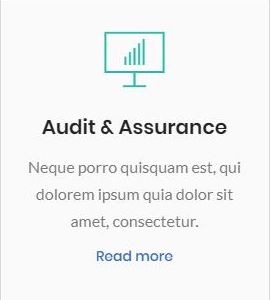 Audit & Assurance
Neque porro quisquam est, qui
dolorem ipsum quia dolor sit
amet, consectetur.
Read more